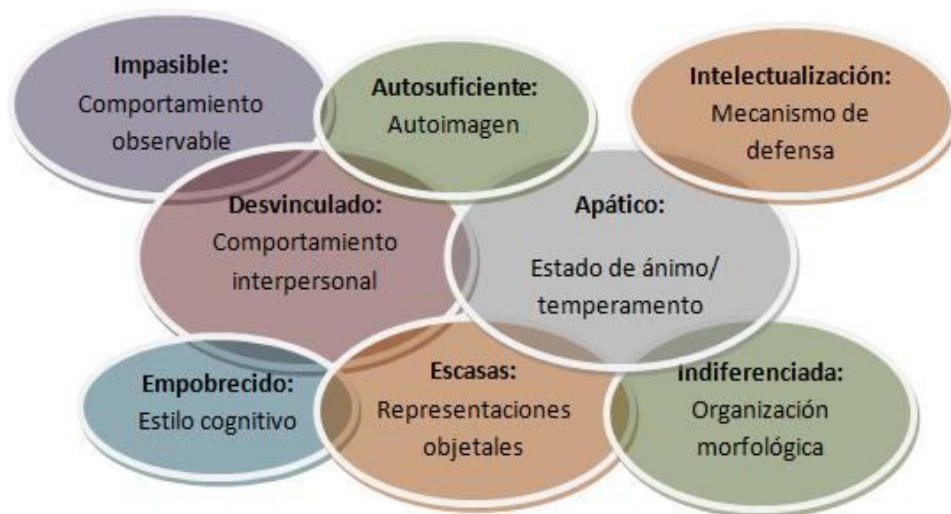 Impasible:
Comportamiento
observable
Autosuficiente:
Autoimagen
Intelectualización:
Mecanismo de
defensa
Desvinculado:
Comportamiento
interpersonal
Apático:
Estado de ánimo/
temperamento
Empobrecido:
Estilo cognitivo
Escasas:
Representaciones
objetales
Indiferenciada:
Organización
morfológica